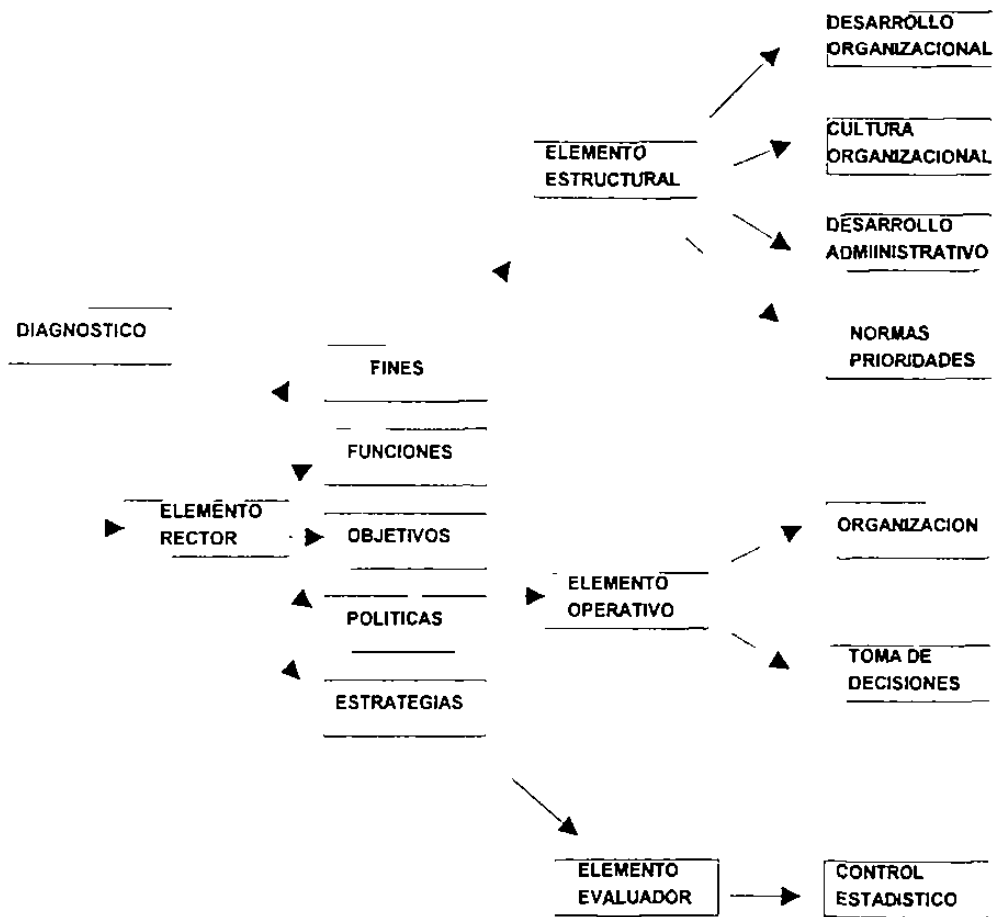 DESARROLLO
ORGANIZACIONAL
CULTURA
ORGANIZACIONAL
ELEMENTO
ESTRUCTURAL
DESARROLLO
ADMIINISTRATIVO
DIAGNOSTICO
NORMAS
PRIORIDADES
FINES
FUNCIONES
ELEMENTO
RECTOR
OBJETIVOS
ORGANIZACION
ELEMENTO
OPERATIVO
POLITICAS
TOMA DE
DECISIONES
ESTRATEGIAS
ELEMENTO
EVALUADOR
CONTROL
ESTADISTICO